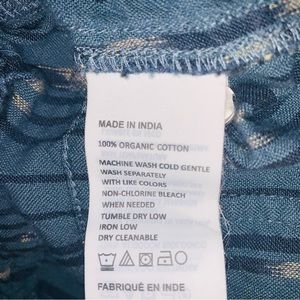 MADE IN INDIA
100% ORGANIC COTTON
MACHINE WASH COLD GENTLE
WASH SEPARATELY
WITH LIKE COLORS
NON-CHLORINE BLEACH
WHEN NEEDED
TUMBLE DRY LOW
IRON LOW
DRY CLEANABLE
FABRIQUÉ EN INDE